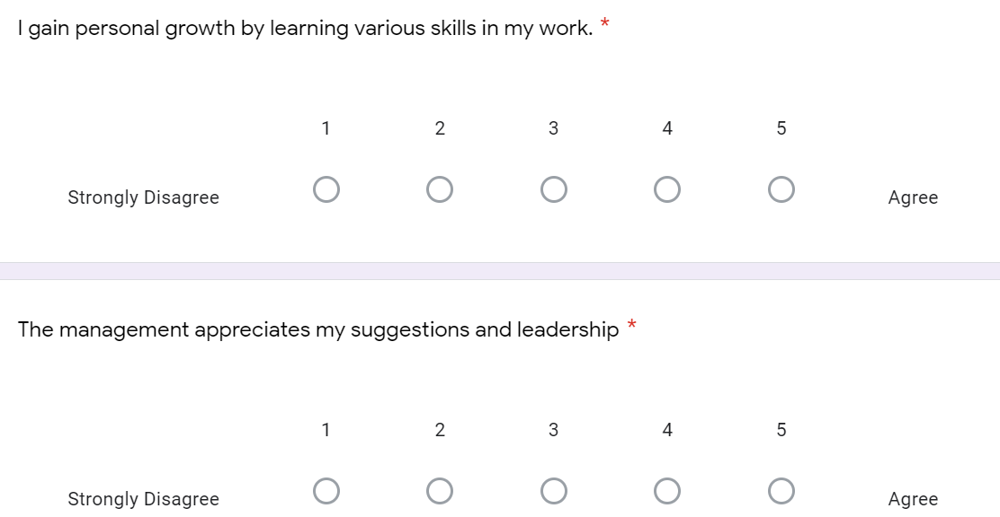 I gain personal growth by learning various skills in my work. *
1 2 3 4 5
Strongly Disagree Agree
The management appreciates my suggestions and leadership *
1 2 3 4 5
Strongly Disagree Agree